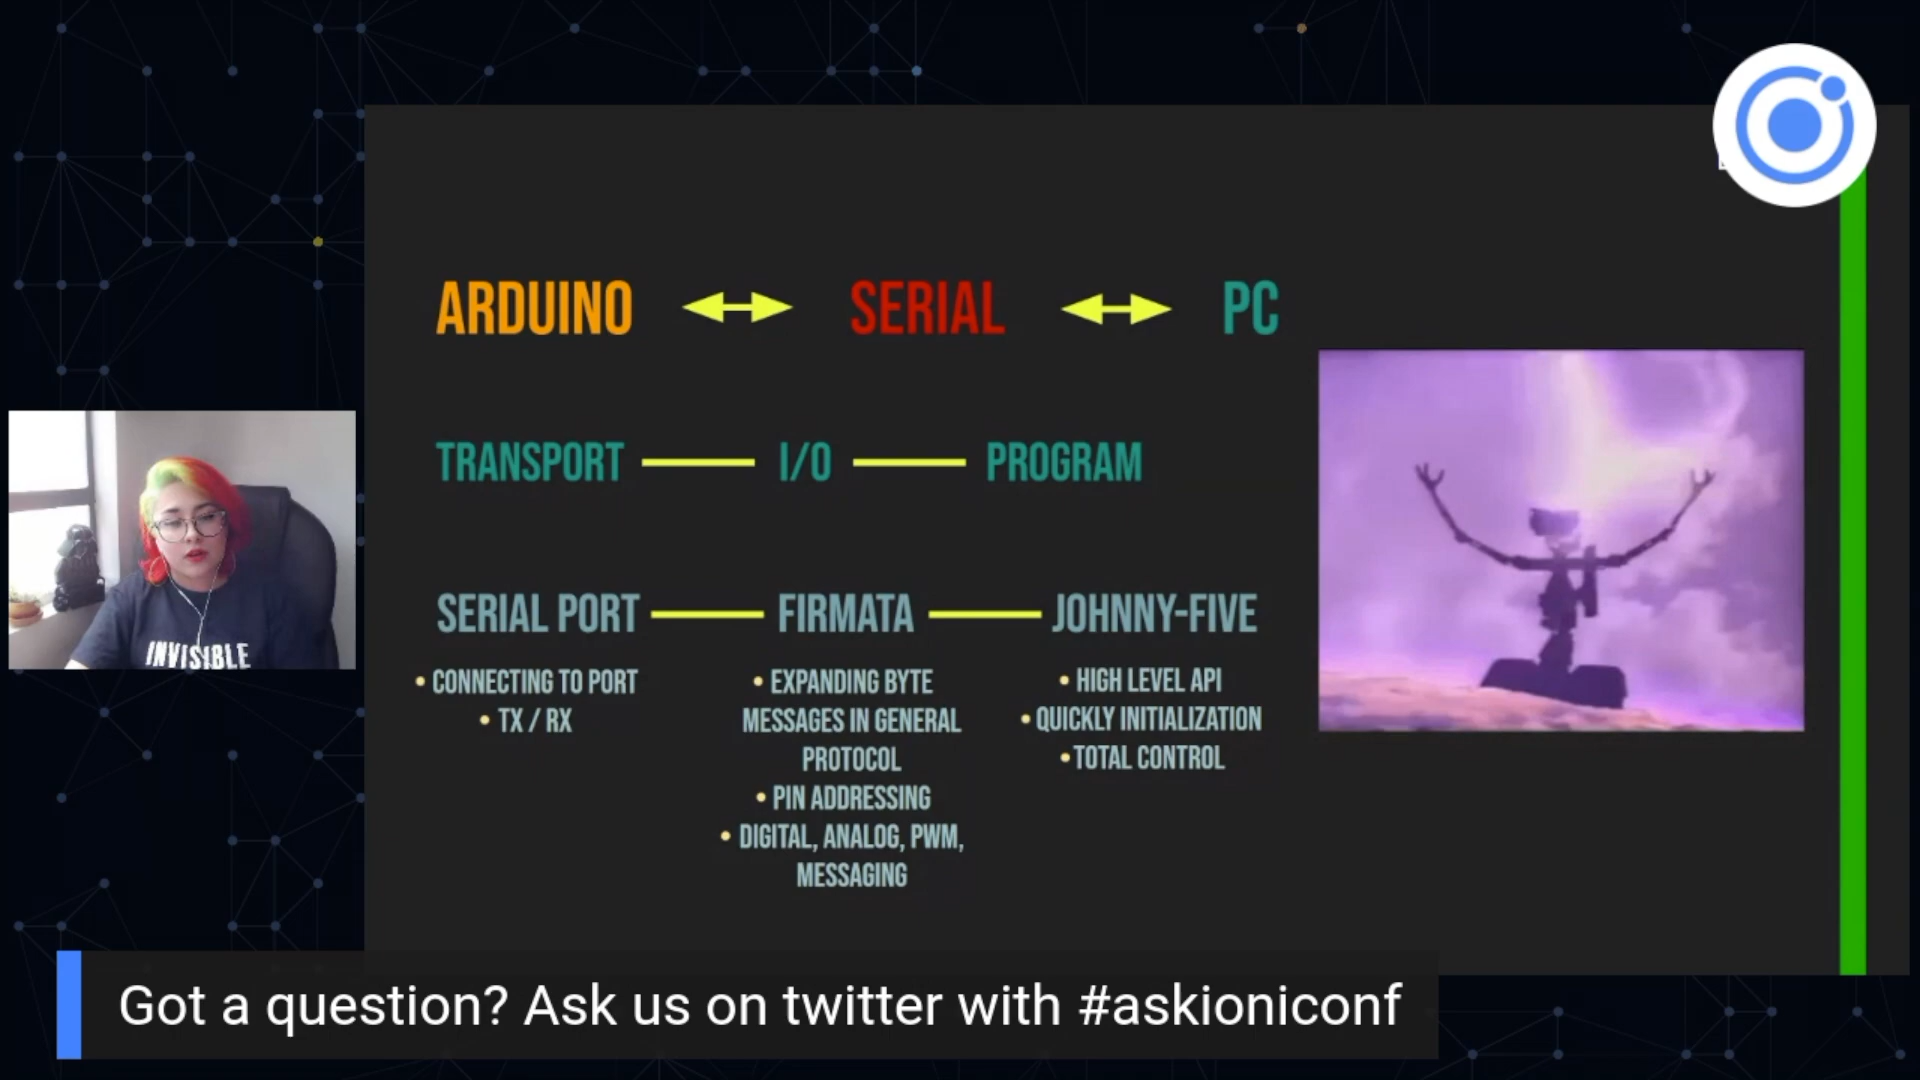 ARDUINO SERIAL PC
TRANSPORT I/O PROGRAM
SERIAL PORT FIRMATA JOHNNY-FIVE
• CONNECTING TO PORT
• TX / RX
• EXPANDING BYTE
MESSAGES IN GENERAL
PROTOCOL
• PIN ADDRESSING
• DIGITAL, ANALOG, PWM,
MESSAGING
• HIGH LEVEL API
• QUICKLY INITIALIZATION
• TOTAL CONTROL
INVISIBLE
Got a question? Ask us on twitter with #askioniconf